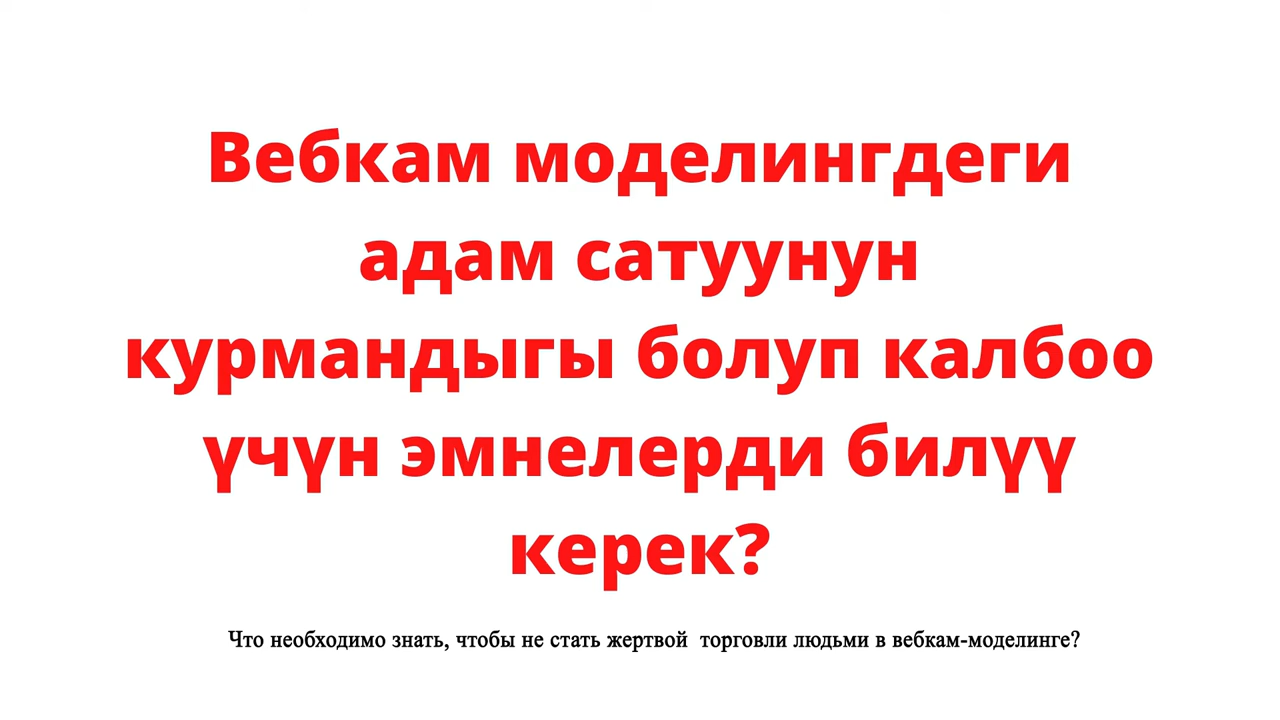 Вебкам моделингдеги
адам сатуунун
курмандыгы болуп калбоо
үчүн эмнелерди билүү
керек?
Что необходимо знать, чтобы не стать жертвой  торговли людьми в вебкам-моделинге?